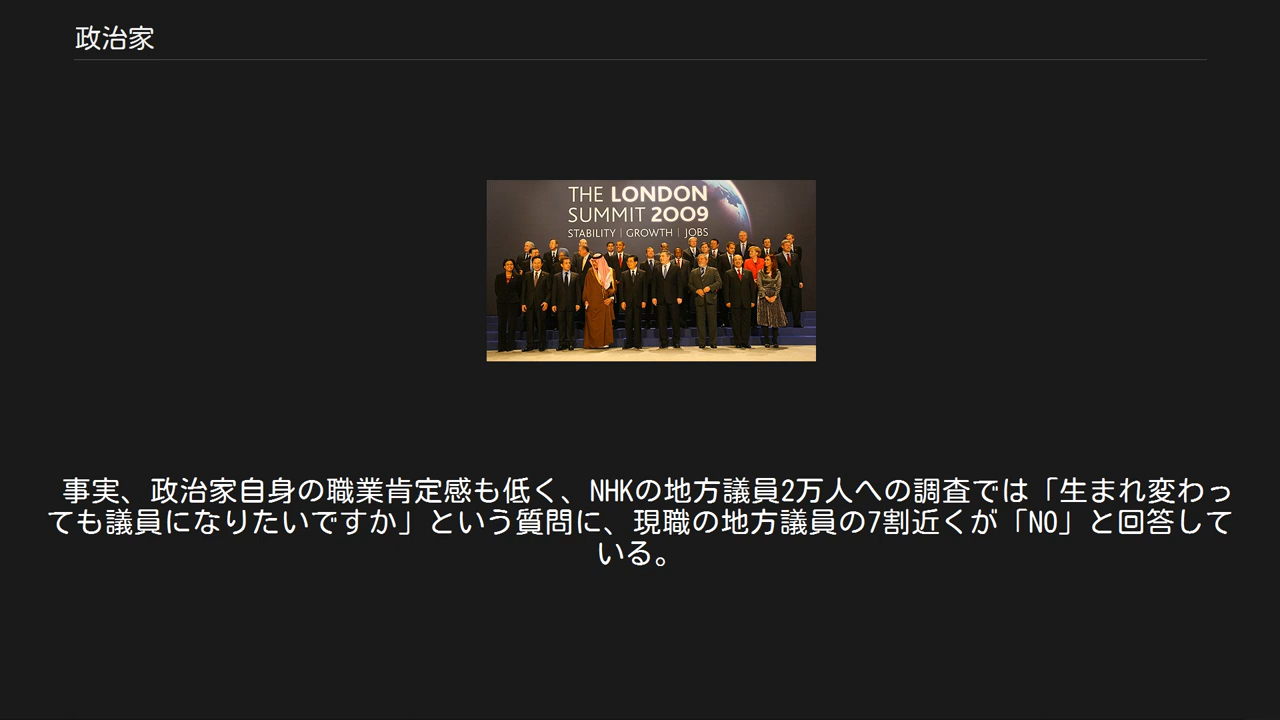 政治家
THE LONDON
SUMMIT 2009
STABILITY | GROWTH | JOBS
事実、政治家自身の職業肯定感も低く、NHKの地方議員2万人への調査では「生まれ変わっ
ても議員になりたいですか」という質問に、現職の地方議員の7割近くが「NO」と回答して
いる。